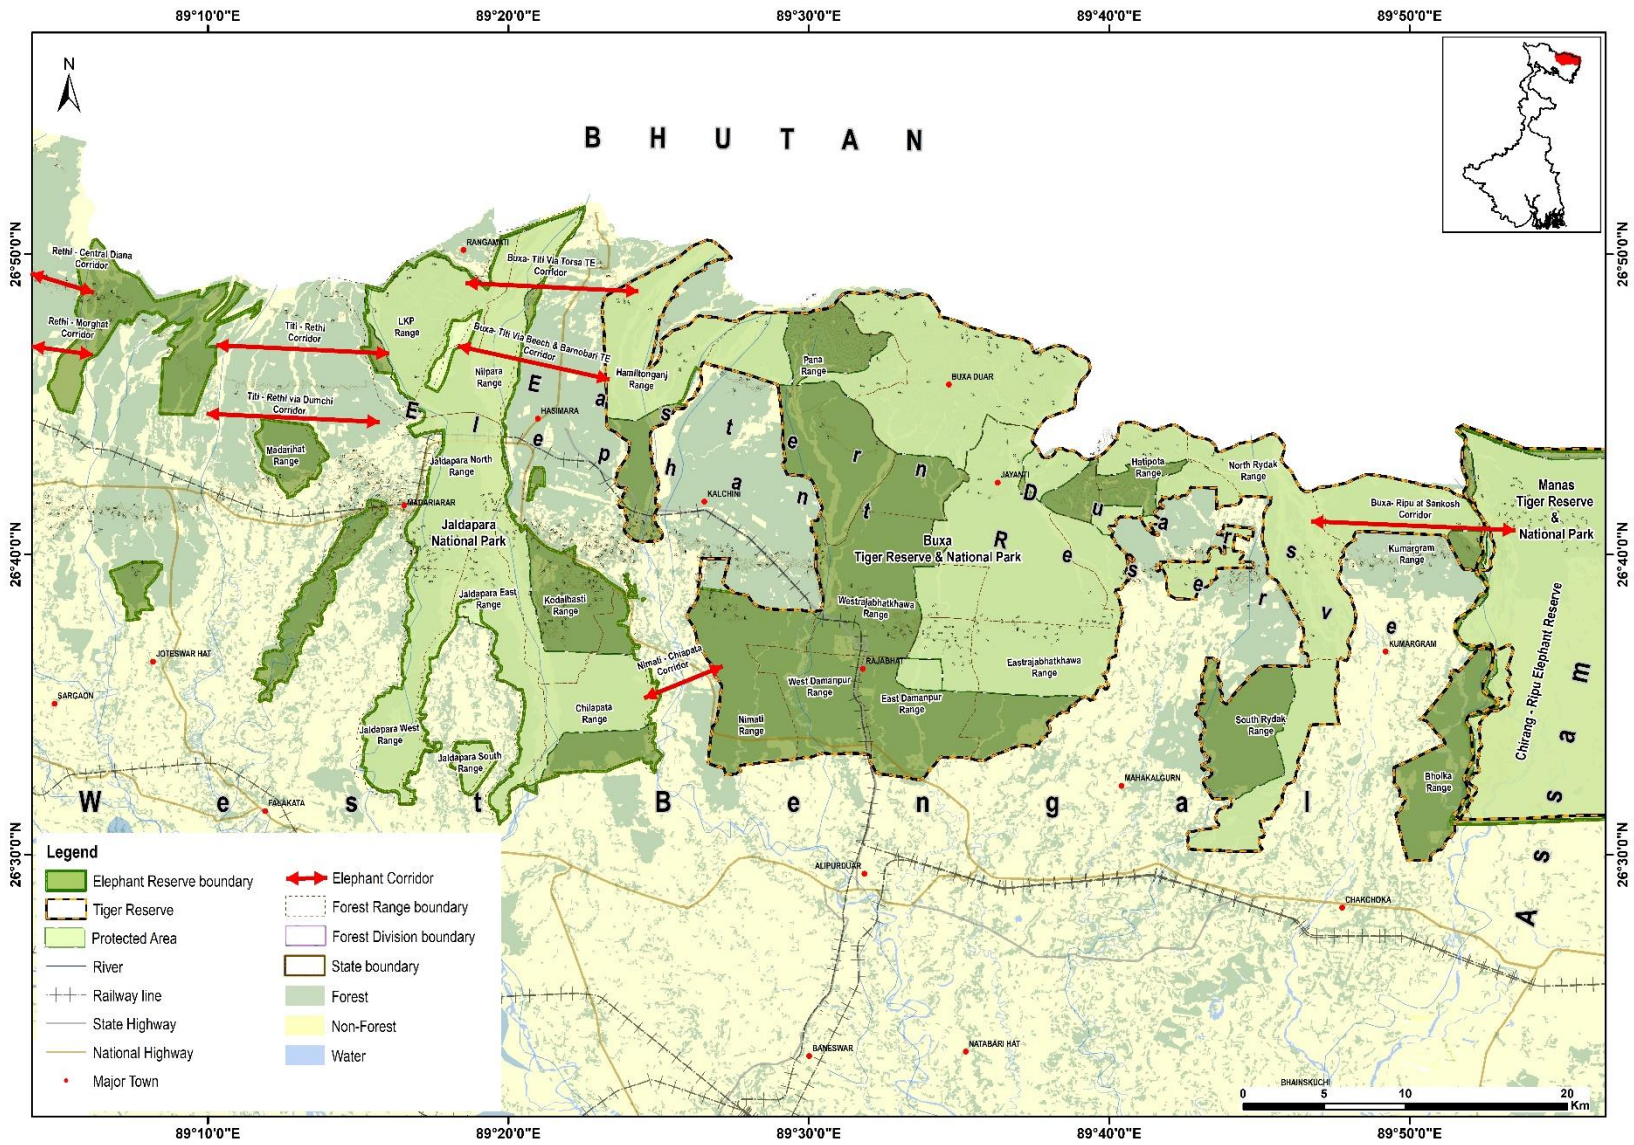 89°10'0"E
89°20'0"E
89°30'0"E
89°40'0"E
89°50'0"E
N
B H U T A N
26°50'0"N
26°50'0"N
Rethi - Central Diana
Corridor
RANGAMATI
Buxa- Titi Via Torsa TE
Corridor
Rethi - Morghat
Corridor
Titi - Rethi
Corridor
LKP
Range
Buxa- Titi Via Beech & Barnobari TE
Corridor
Nilpara
Range
Hamiltonganj
Range
Pana
Range
BUXA DUAR
Titi - Rethi via Dumchi
Corridor
HASIMARA
Eastern Duars
Elephant Reserve
Madarihat
Range
Jaldapara North
Range
Hatipota
Range
North Rydak
Range
JAYANTI
KALCHINI
MADARIARAR
Buxa- Ripu at Sankosh
Corridor
Manas
Tiger Reserve
&
National Park
Jaldapara
National Park
Buxa
Tiger Reserve & National Park
Kumargram
Range
26°40'0"N
26°40'0"N
Jaldapara East
Range
Kodalbasti
Range
Westrajabhatkhawa
Range
KUMARGRAM
Chirang - Ripu Elephant Reserve
JOTESWAR HAT
Nimati - Chiapata
Corridor
RAJABHAT
Eastrajabhatkhawa
Range
SARGAON
West Damanpur
Range
East Damanpur
Range
Chilapata
Range
Nimati
Range
South Rydak
Range
Jaldapara West
Range
Jaldapara South
Range
MAHAKALGURN
Bholka
Range
West Bengal
Assam
FALAKATA
26°30'0"N
26°30'0"N
ALIPURDUAR
CHAKCHOKA
BANESWAR
NATABARI HAT
BHAINSKUCHI
Legend
Elephant Reserve boundary
Tiger Reserve
Protected Area
River
Railway line
State Highway
National Highway
Major Town
Elephant Corridor
Forest Range boundary
Forest Division boundary
State boundary
Forest
Non-Forest
Water
0 5 10 20
Km
89°10'0"E
89°20'0"E
89°30'0"E
89°40'0"E
89°50'0"E